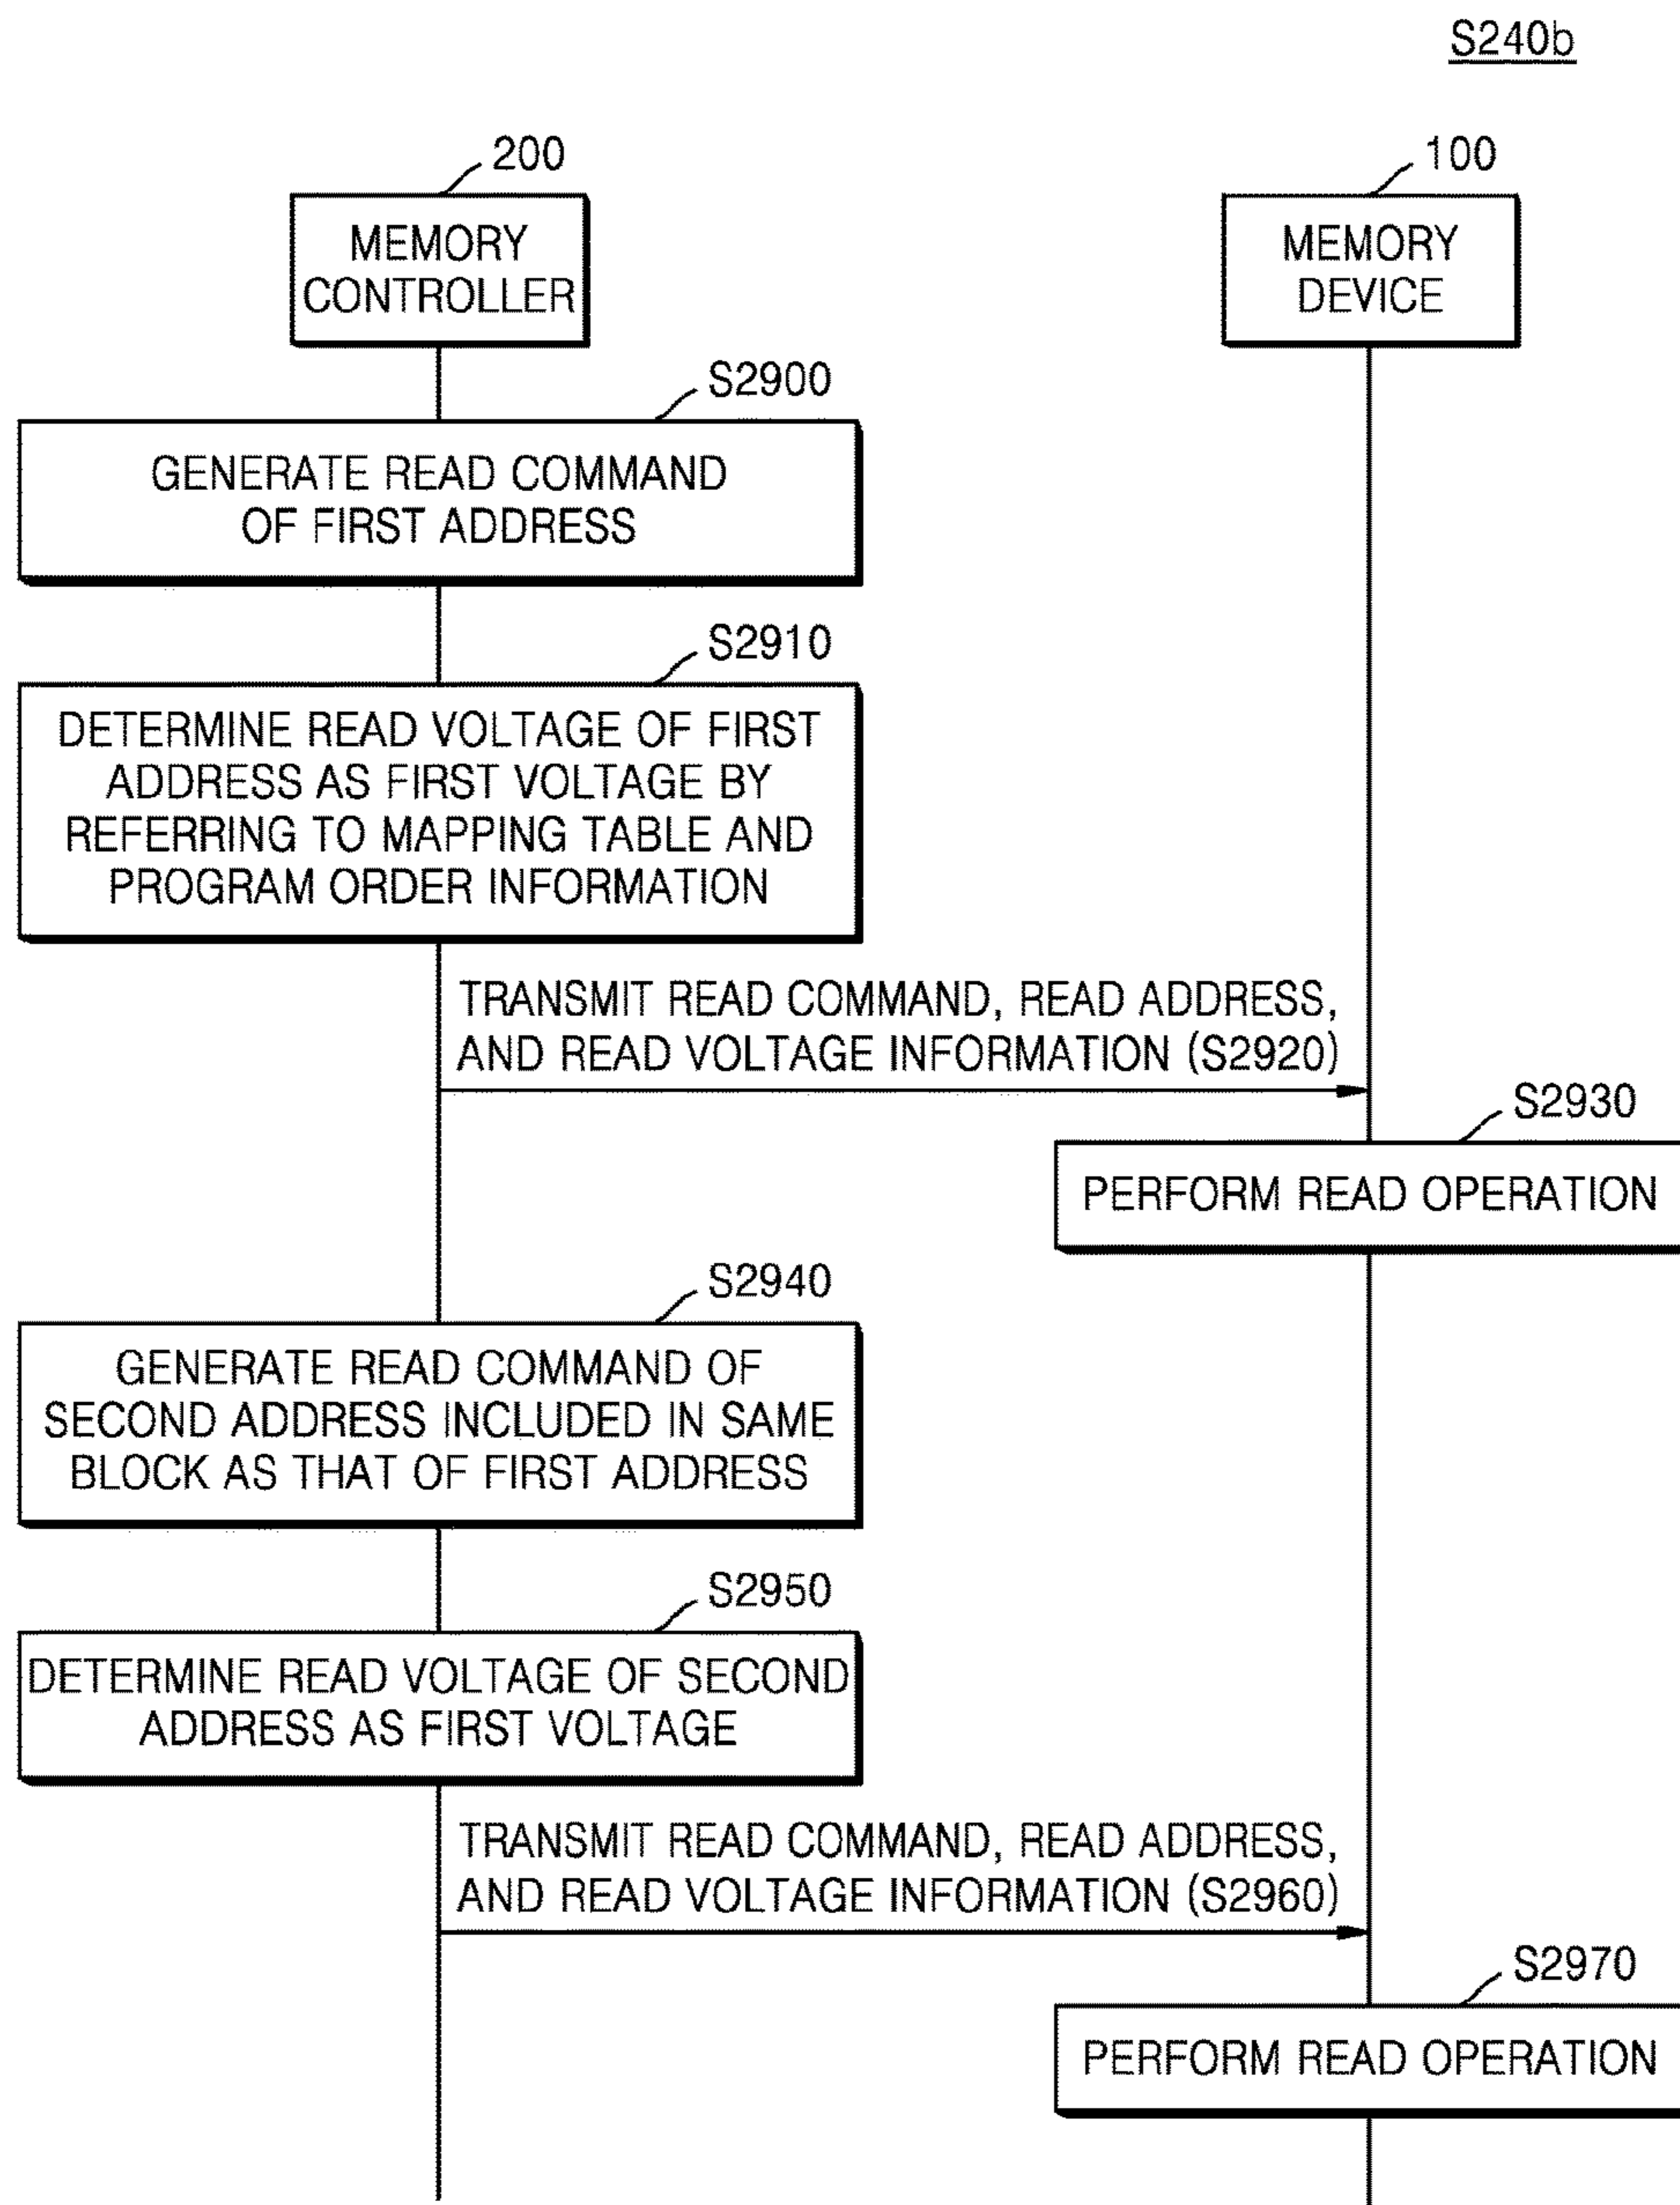 S240b
200
100
MEMORY
CONTROLLER
MEMORY
DEVICE
S2900
GENERATE READ COMMAND
OF FIRST ADDRESS
S2910
DETERMINE READ VOLTAGE OF FIRST
ADDRESS AS FIRST VOLTAGE BY
REFERRING TO MAPPING TABLE AND
PROGRAM ORDER INFORMATION
TRANSMIT READ COMMAND, READ ADDRESS,
AND READ VOLTAGE INFORMATION (S2920)
S2930
PERFORM READ OPERATION
S2940
GENERATE READ COMMAND OF
SECOND ADDRESS INCLUDED IN SAME
BLOCK AS THAT OF FIRST ADDRESS
S2950
DETERMINE READ VOLTAGE OF SECOND
ADDRESS AS FIRST VOLTAGE
TRANSMIT READ COMMAND, READ ADDRESS,
AND READ VOLTAGE INFORMATION (S2960)
S2970
PERFORM READ OPERATION